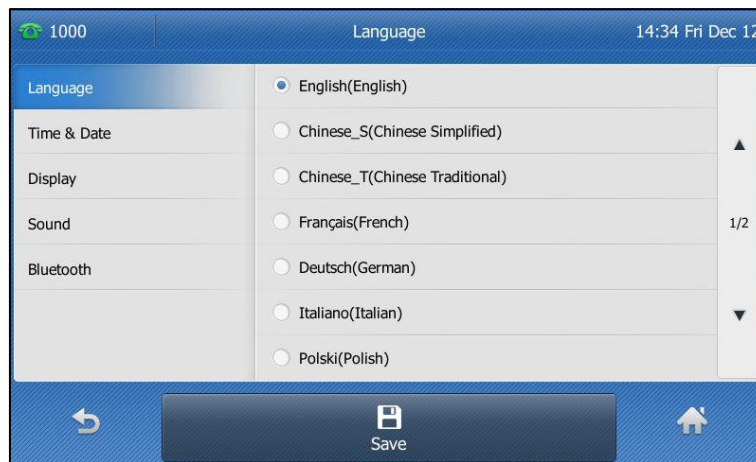 1000
Language
14:34 Fri Dec 12
Language
Time & Date
Display
Sound
Bluetooth
English(English)
Chinese_S(Chinese Simplified)
Chinese_T(Chinese Traditional)
Français(French)
Deutsch(German)
Italiano(Italian)
Polski(Polish)
1/2
Save